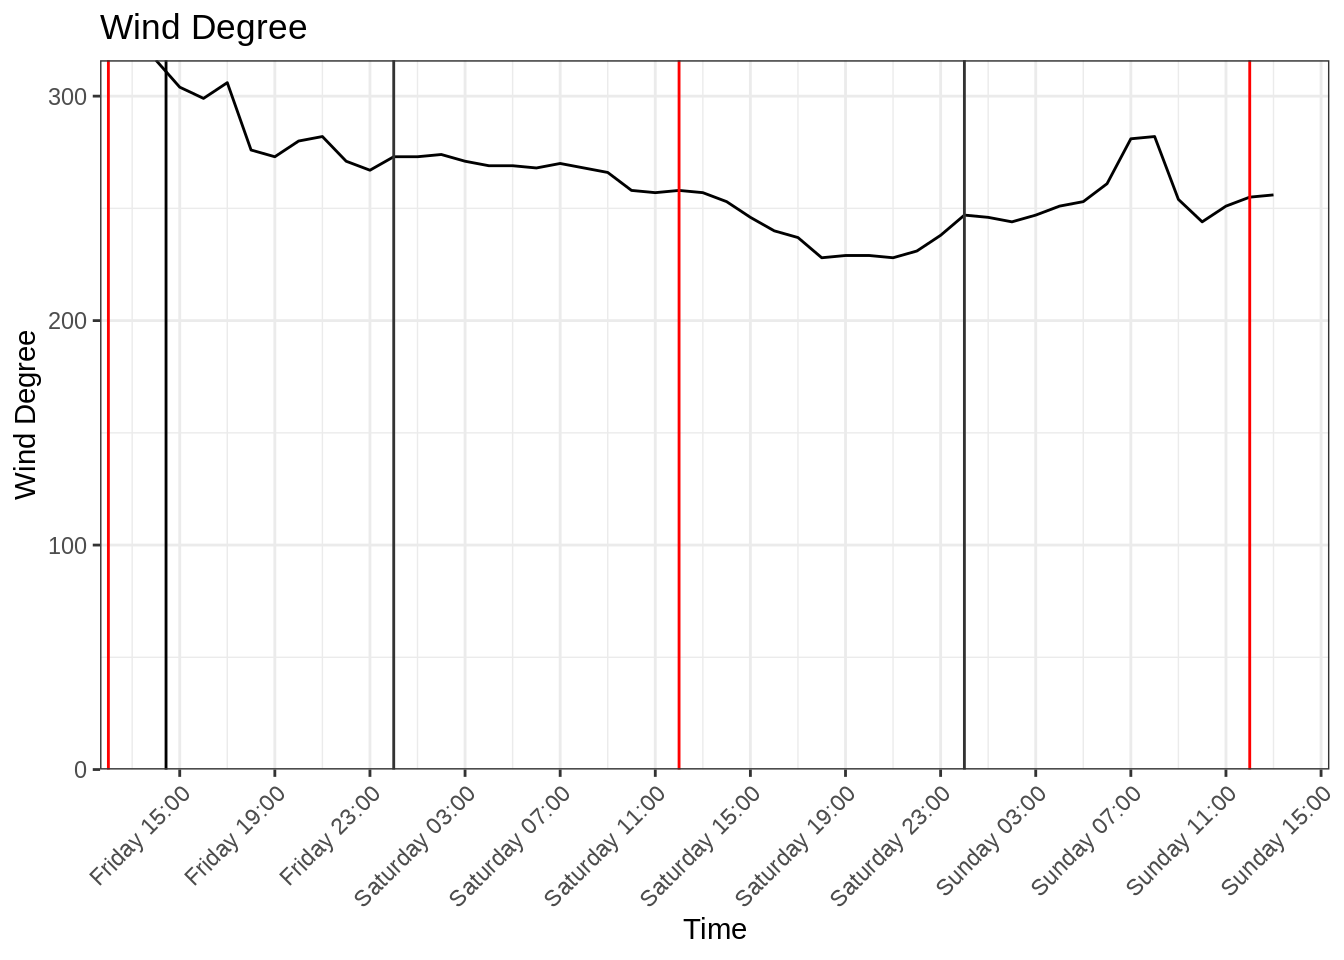 Wind Degree
Wind Degree
300
200
100
0
Friday 15:00
Friday 19:00
Friday 23:00
Saturday 03:00
Saturday 07:00
Saturday 11:00
Saturday 15:00
Saturday 19:00
Saturday 23:00
Sunday 03:00
Sunday 07:00
Sunday 11:00
Sunday 15:00
Time